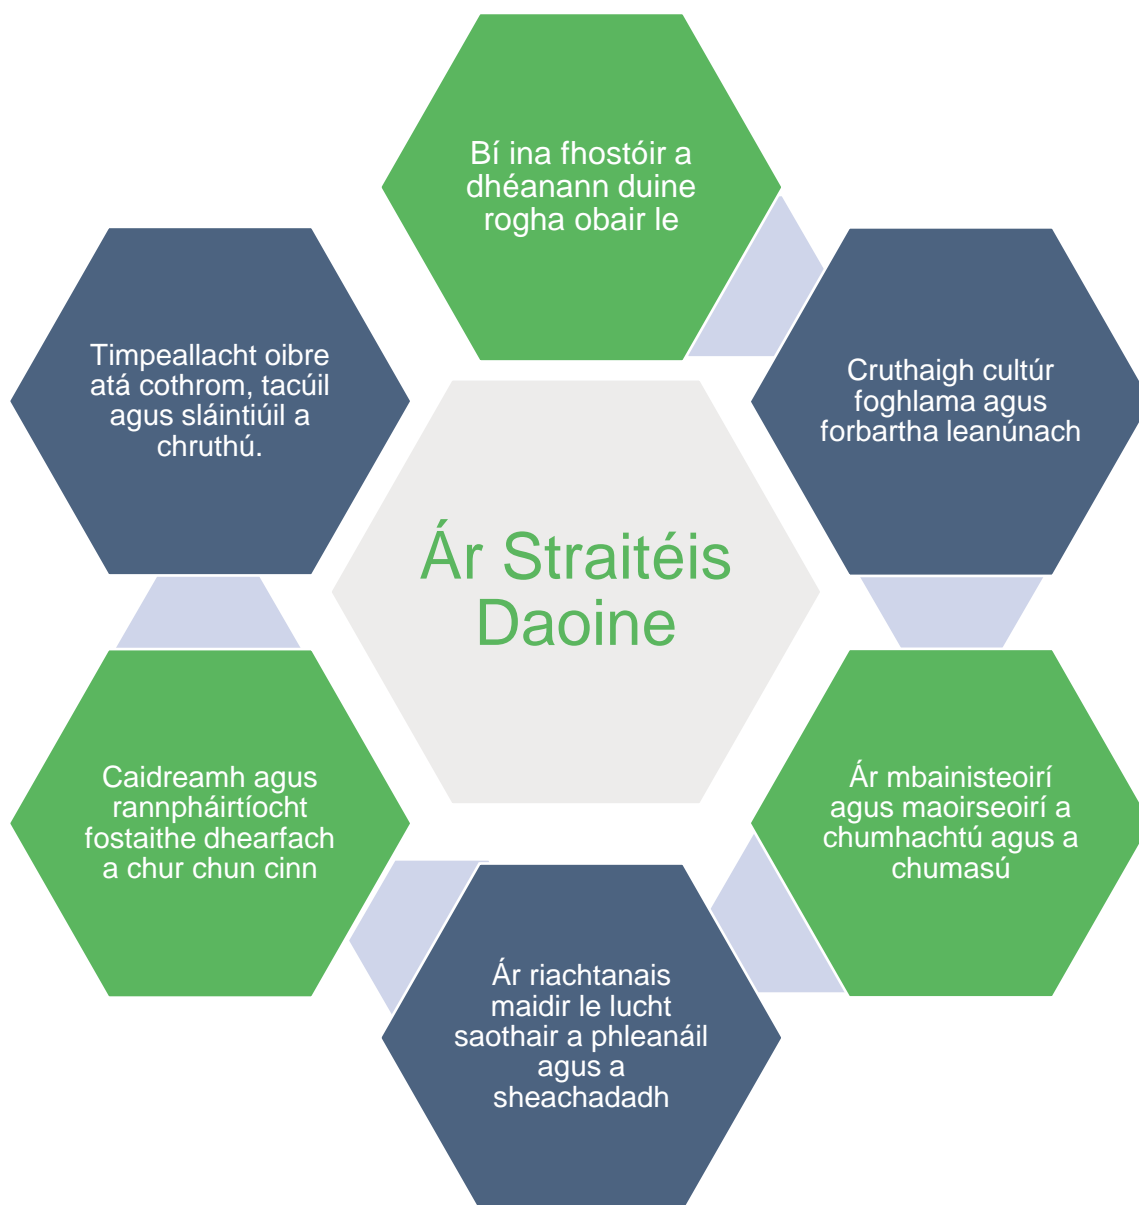 Bí ina fhostóir a
dhéanann duine
rogha obair le
Cruthaigh cultúr
foghlama agus
forbartha leanúnach
Ár mbainisteoirí
agus maoirseoirí a
chumhachtú agus a
chumasú
Ár riachtanais
maidir le lucht
saothair a phleanáil
agus a
sheachadadh
Caidreamh agus
rannpháirtíocht
fostaithe dhearfach
a chur chun cinn
Timpeallacht oibre
atá cothrom, tacúil
agus sláintiúil a
chruthú.
Ár Straitéis
Daoine